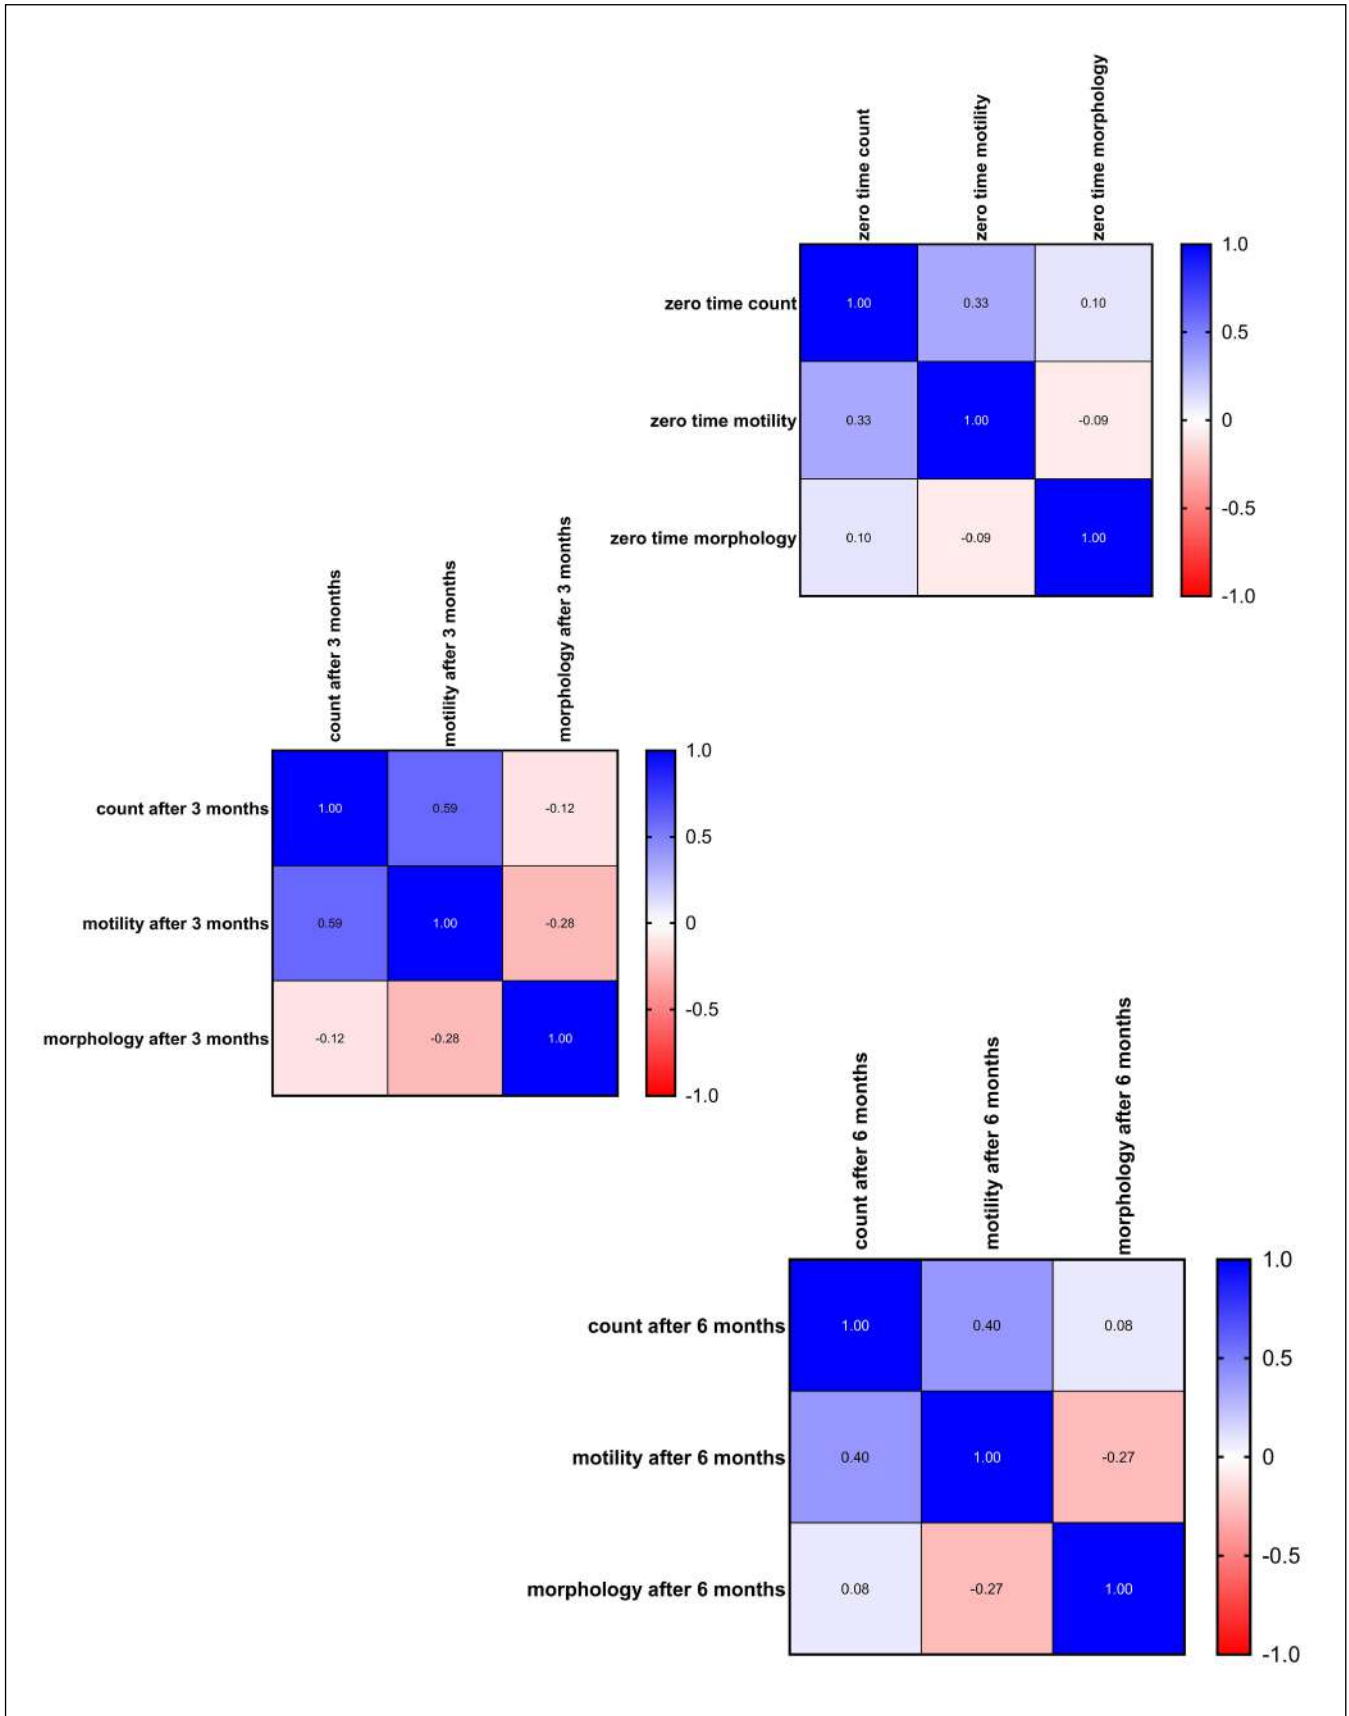 zero time count
zero time motility
zero time morphology
zero time count 1.00 0.33 0.10
zero time motility 0.33 1.00 -0.09
zero time morphology 0.10 -0.09 1.00
1.0
0.5
0
-0.5
-1.0
count after 3 months
motility after 3 months
morphology after 3 months
count after 3 months 1.00 0.59 -0.12
motility after 3 months 0.59 1.00 -0.28
morphology after 3 months -0.12 -0.28 1.00
1.0
0.5
0
-0.5
-1.0
count after 6 months
motility after 6 months
morphology after 6 months
count after 6 months 1.00 0.40 0.08
motility after 6 months 0.40 1.00 -0.27
morphology after 6 months 0.08 -0.27 1.00
1.0
0.5
0
-0.5
-1.0